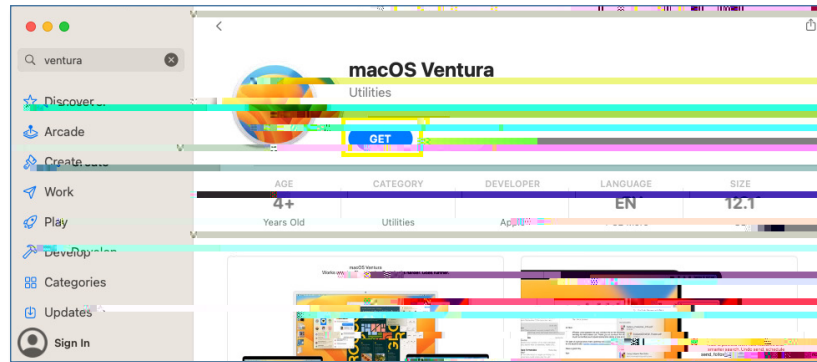 ventura
Discover
Arcade
Create
Work
Play
Develop
Categories
Updates
Sign In
macOS Ventura
Utilities
GET
AGE
4+
Years Old
CATEGORY
Utilities
DEVELOPER
LANGUAGE
EN
SIZE
12.1
macOS Ventura